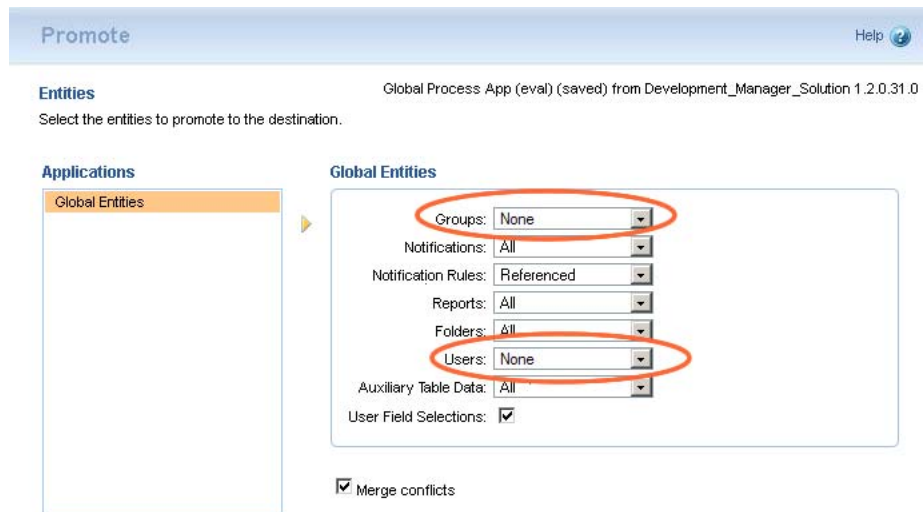 Promote
Help
Entities
Global Process App (eval) (saved) from Development_Manager_Solution 1.2.0.31.0
Select the entities to promote to the destination.
Applications
Global Entities
Global Entities
Groups: None
Notifications: All
Notification Rules: Referenced
Reports: All
Folders: All
Users: None
Auxiliary Table Data: All
User Field Selections:
Merge conflicts